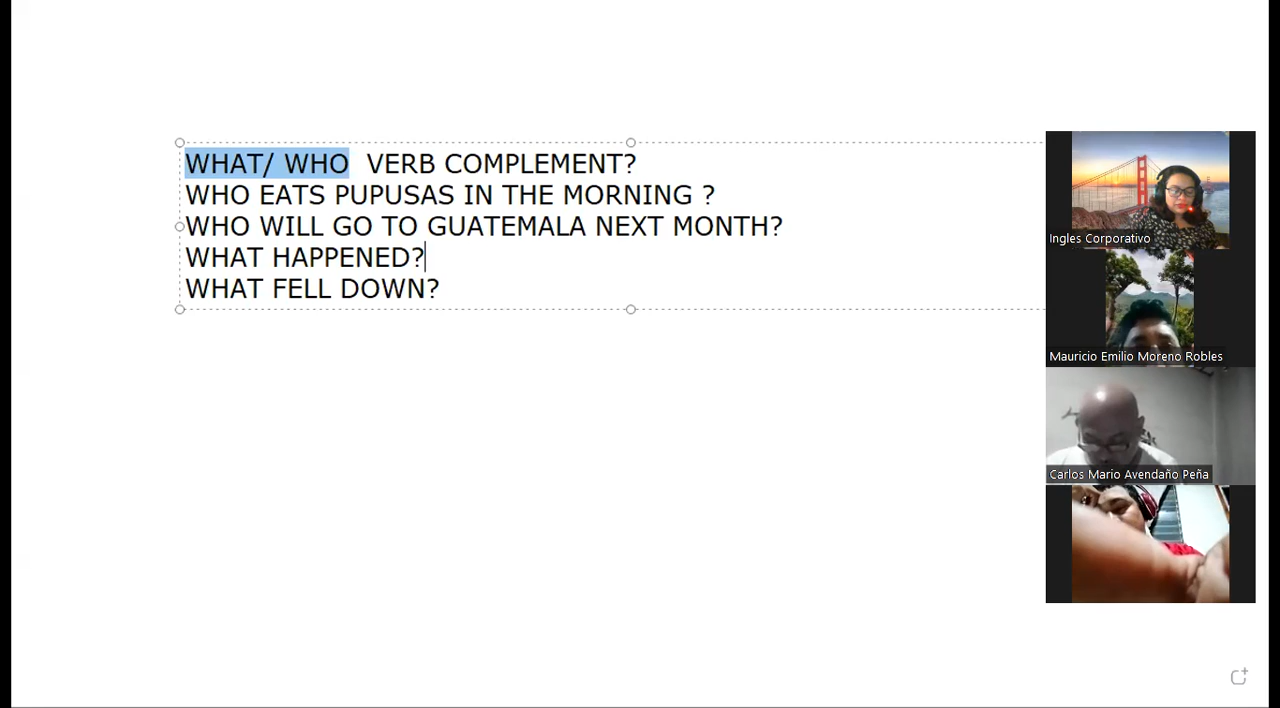 WHAT/ WHO  VERB COMPLEMENT?
WHO EATS PUPUSAS IN THE MORNING ?
WHO WILL GO TO GUATEMALA NEXT MONTH?
WHAT HAPPENED?
WHAT FELL DOWN?
Ingles Corporativo
Mauricio Emilio Moreno Robles
Carlos Mario Avendaño Peña